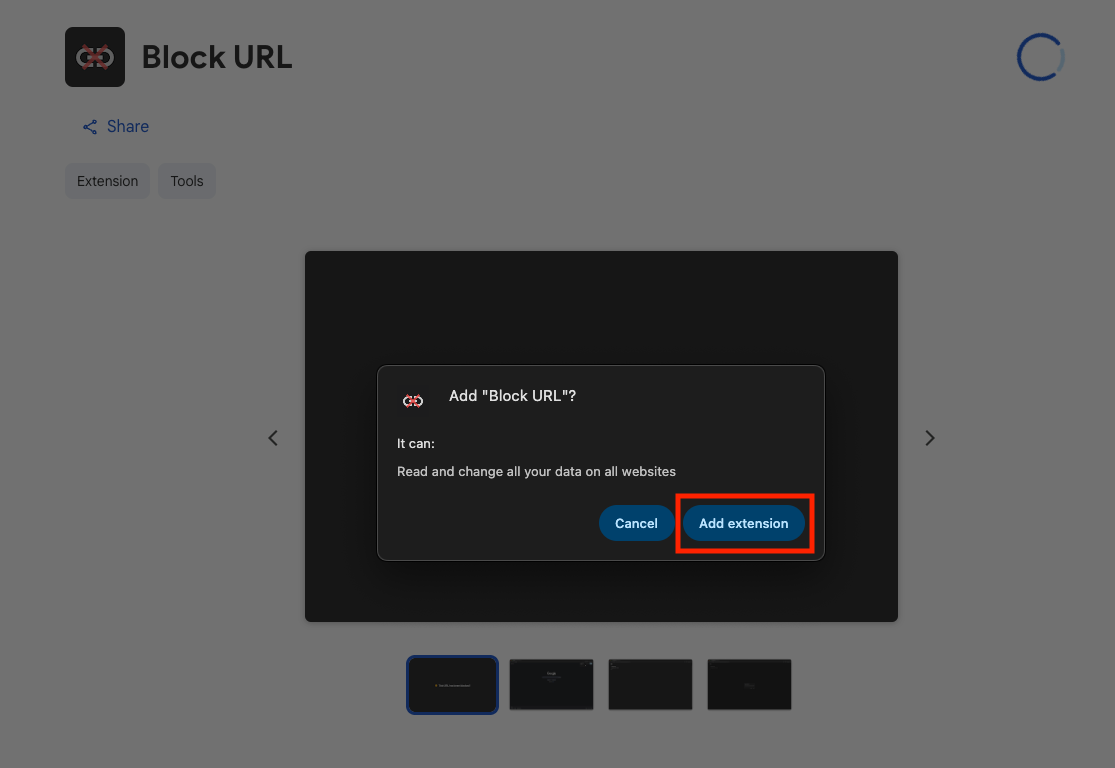 Block URL
Share
Extension
Tools
Add "Block URL"?
It can:
Read and change all your data on all websites
Cancel
Add extension